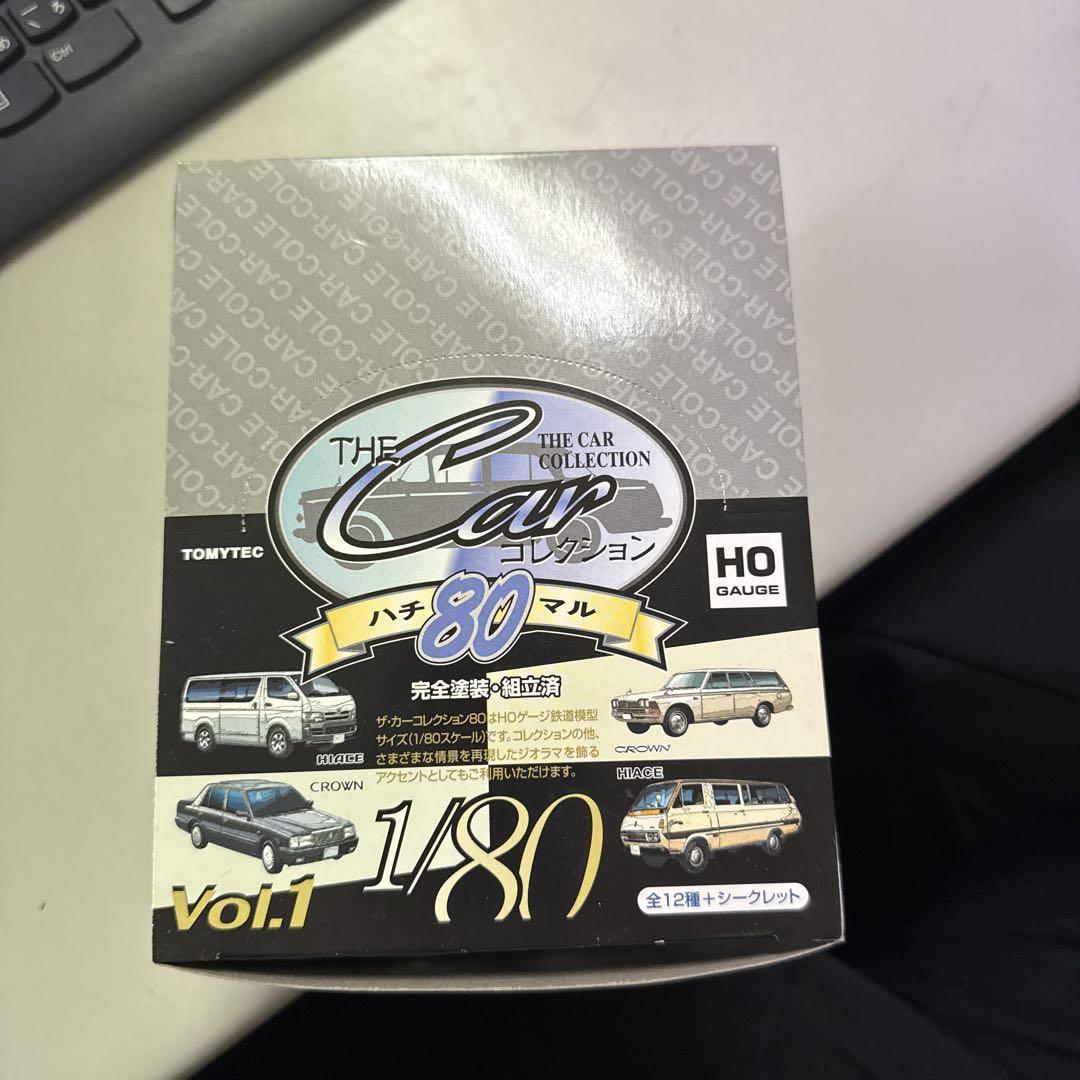 CAR-COLE CAR-COLE CAR-COLE
THE Car
THE CAR
COLLECTION
コレクション
TOMYTEC
HO
GAUGE
ハチ 80 マル
完全塗装・組立済
ザ・カーコレクション80はHOゲージ鉄道模型
サイズ(1/80スケール)です。コレクションの他、
さまざまな情景を再現したジオラマを飾る
アクセントとしてもご利用いただけます。
HIACE
CROWN
CROWN
HIACE
1/80
Vol.1
全12種+シークレット
Ctrl